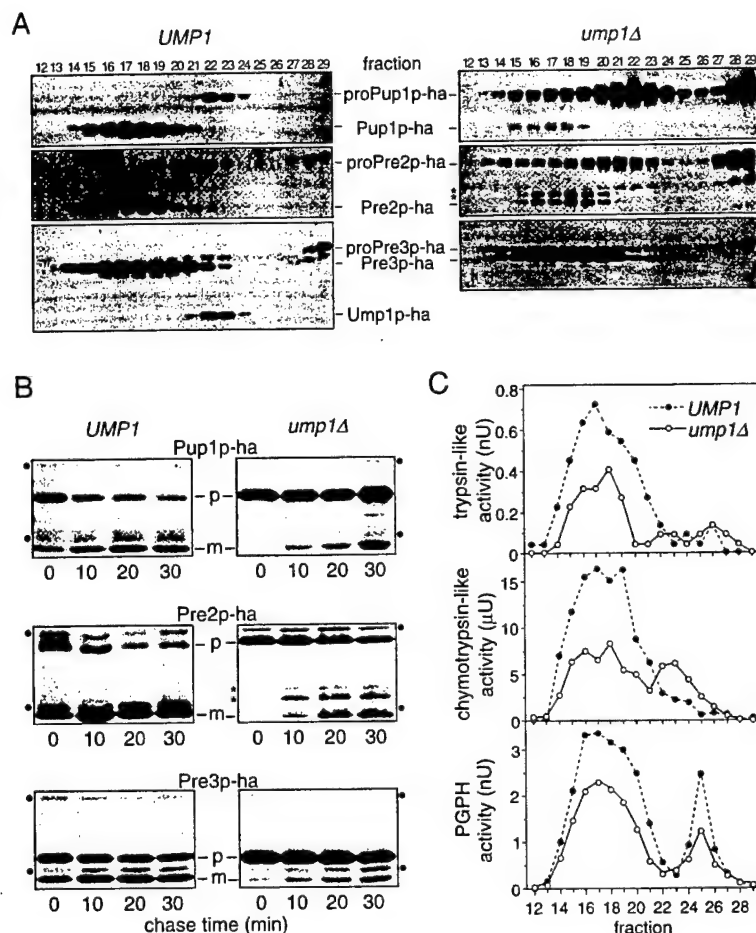 A
UMP1
ump1Δ
12 13 14 15 16 17 18 19 20 21 22 23 24 25 26 27 28 29
fraction
12 13 14 15 16 17 18 19 20 21 22 23 24 25 26 27 28 29
proPup1p-ha
Pup1p-ha
proPre2p-ha
**
Pre2p-ha
proPre3p-ha
Pre3p-ha
Ump1p-ha
B
UMP1
ump1Δ
Pup1p-ha
p
m
0 10 20 30
0 10 20 30
Pre2p-ha
p
*
*
m
0 10 20 30
0 10 20 30
Pre3p-ha
p
m
0 10 20 30
0 10 20 30
chase time (min)
C
UMP1
ump1Δ
trypsin-like
activity (nU)
0.8
0.6
0.4
0.2
0
chymotrypsin-like
activity (μU)
15
10
5
0
PGPH
activity (nU)
3
2
1
0
12 14 16 18 20 22 24 26 28
fraction